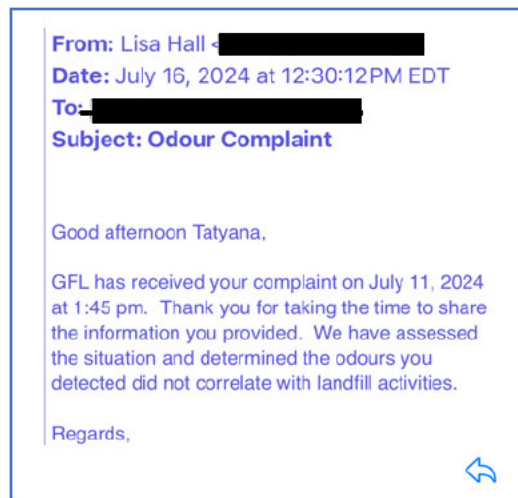 From: Lisa Hall <
Date: July 16, 2024 at 12:30:12PM EDT
To:
Subject: Odour Complaint
Good afternoon Tatyana,
GFL has received your complaint on July 11, 2024
at 1:45 pm. Thank you for taking the time to share
the information you provided. We have assessed
the situation and determined the odours you
detected did not correlate with landfill activities.
Regards,